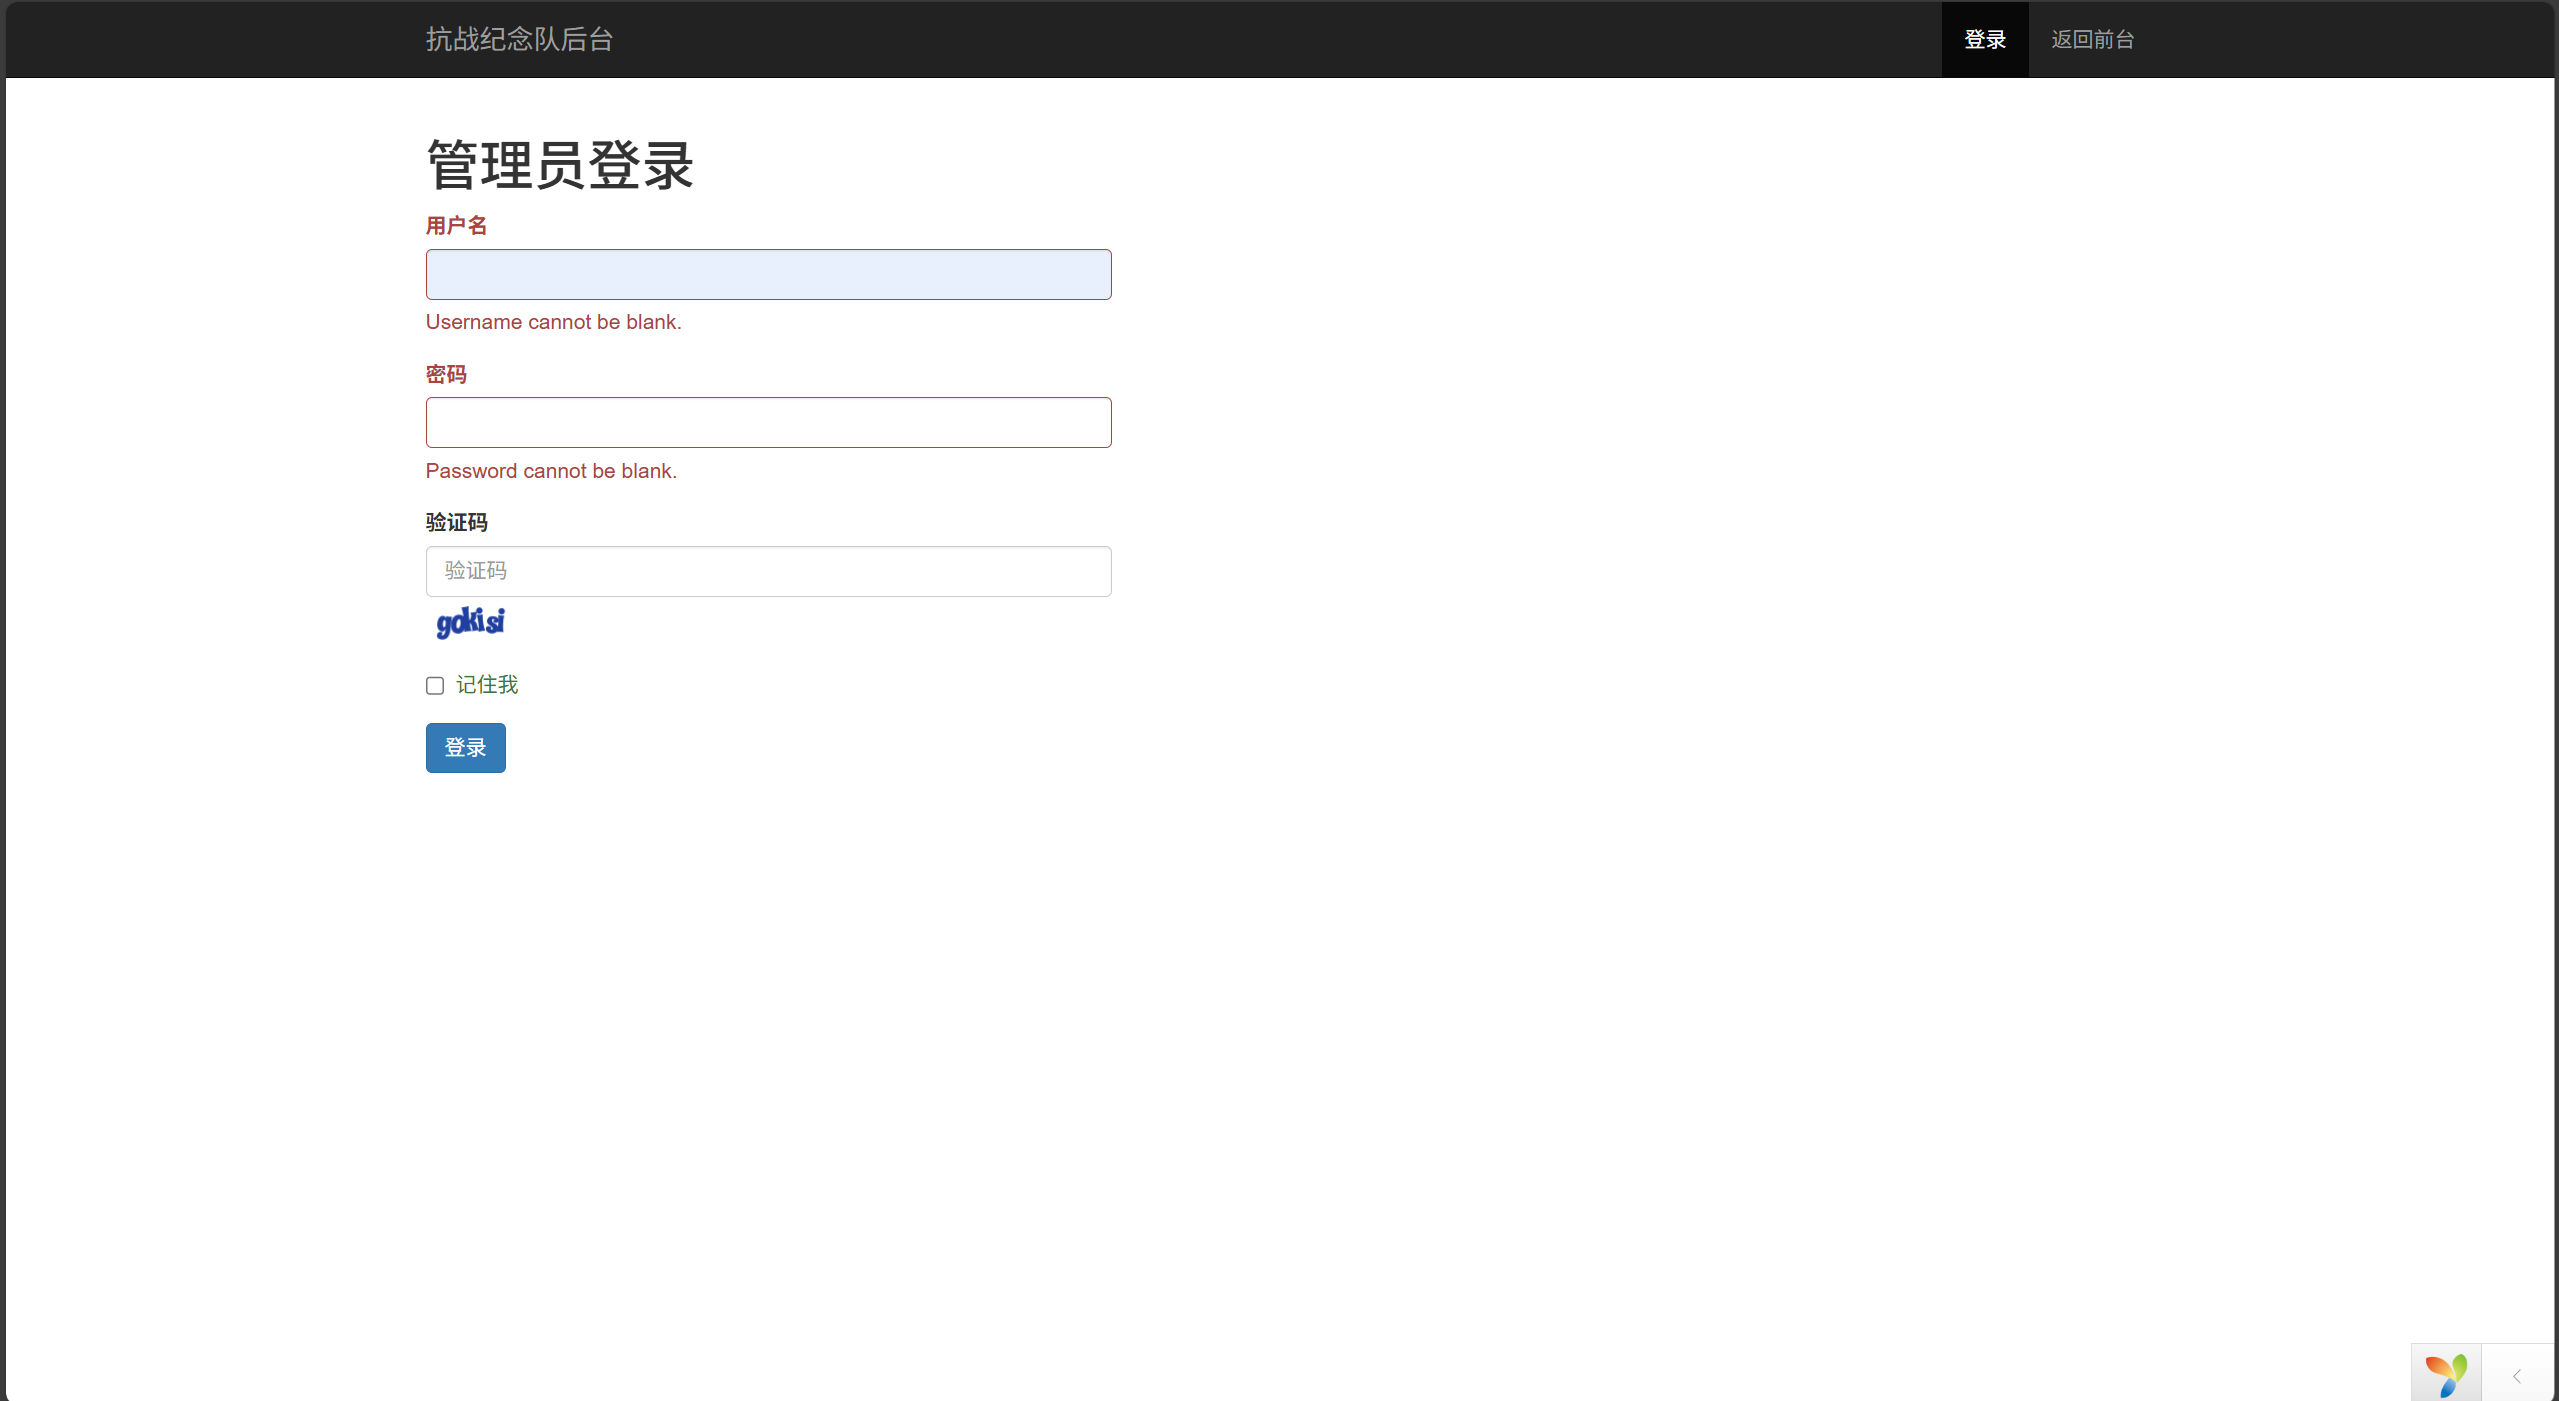 抗战纪念队后台
登录
返回前台
管理员登录
用户名
Username cannot be blank.
密码
Password cannot be blank.
验证码
验证码
gokisi
记住我
登录